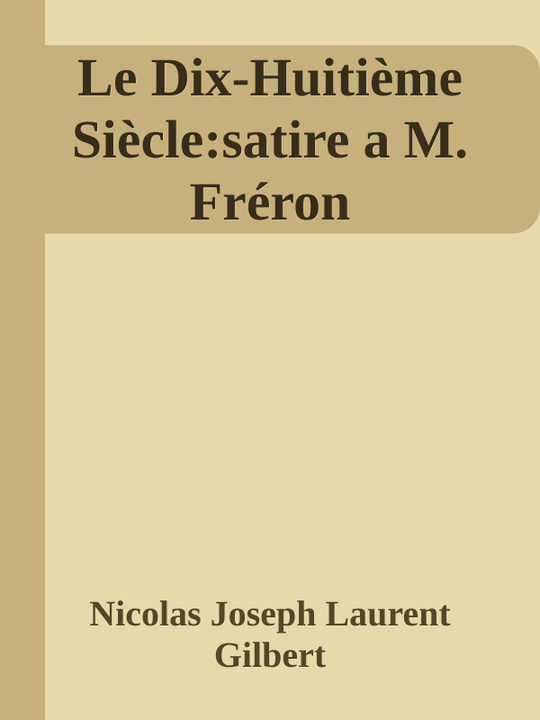 Le Dix-Huitième
Siècle:satire a M.
Fréron
Nicolas Joseph Laurent
Gilbert